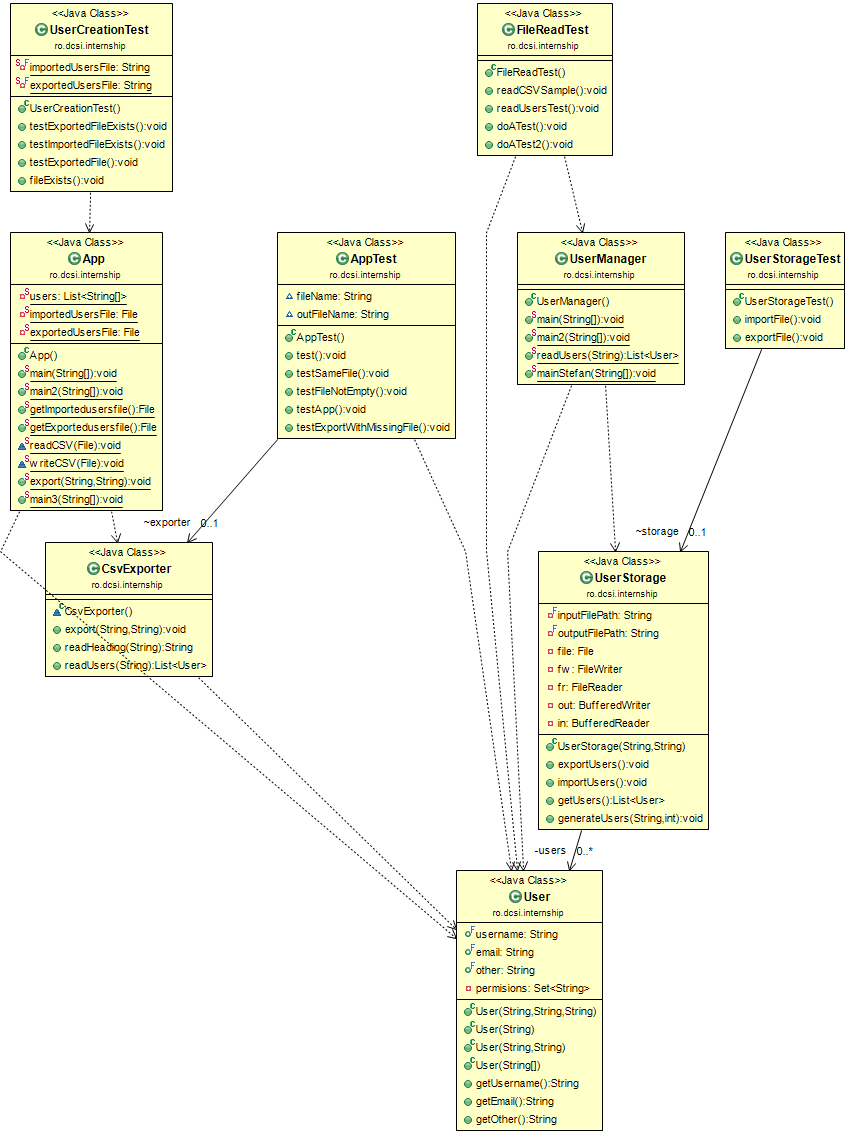 <<Java Class>>
UserCreationTest
ro.dcsi.internship
importedUsersFile: String
exportedUsersFile: String
UserCreationTest()
testExportedFileExists():void
testImportedFileExists():void
testExportedFile():void
fileExists():void
<<Java Class>>
FileReadTest
ro.dcsi.internship
FileReadTest()
readCSVSample():void
readUsersTest():void
doATest():void
doATest2():void
<<Java Class>>
App
ro.dcsi.internship
users: List<String[]>
importedUsersFile: File
exportedUsersFile: File
App()
main(String[]):void
main2(String[]):void
getImportedusersfile():File
getExportedusersfile():File
readCSV(File):void
writeCSV(File):void
export(String,String):void
main3(String[]):void
<<Java Class>>
AppTest
ro.dcsi.internship
fileName: String
outFileName: String
AppTest()
test():void
testSameFile():void
testFileNotEmpty():void
testApp():void
testExportWithMissingFile():void
<<Java Class>>
UserManager
ro.dcsi.internship
UserManager()
main(String[]):void
main2(String[]):void
readUsers(String):List<User>
mainStefan(String[]):void
<<Java Class>>
UserStorageTest
ro.dcsi.internship
UserStorageTest()
importFile():void
exportFile():void
~exporter 0..1
~storage 0..1
<<Java Class>>
CsvExporter
ro.dcsi.internship
CsvExporter()
export(String,String):void
readHeading(String):String
readUsers(String):List<User>
<<Java Class>>
UserStorage
ro.dcsi.internship
inputFilePath: String
outputFilePath: String
file: File
fw: FileWriter
fr: FileReader
out: BufferedWriter
in: BufferedReader
UserStorage(String,String)
exportUsers():void
importUsers():void
getUsers():List<User>
generateUsers(String,int):void
-users 0..*
<<Java Class>>
User
ro.dcsi.internship
username: String
email: String
other: String
permisions: Set<String>
User(String,String,String)
User(String)
User(String,String)
User(String[])
getUsername():String
getEmail():String
getOther():String